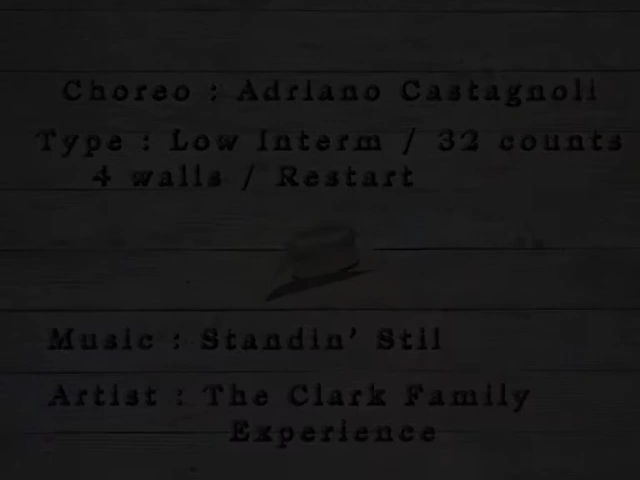 Choreo : Adriano Castagnoli
Type : Low Interm / 32 counts
4 walls / Restart
Music : Standin' Stil
Artist : The Clark Family
Experience